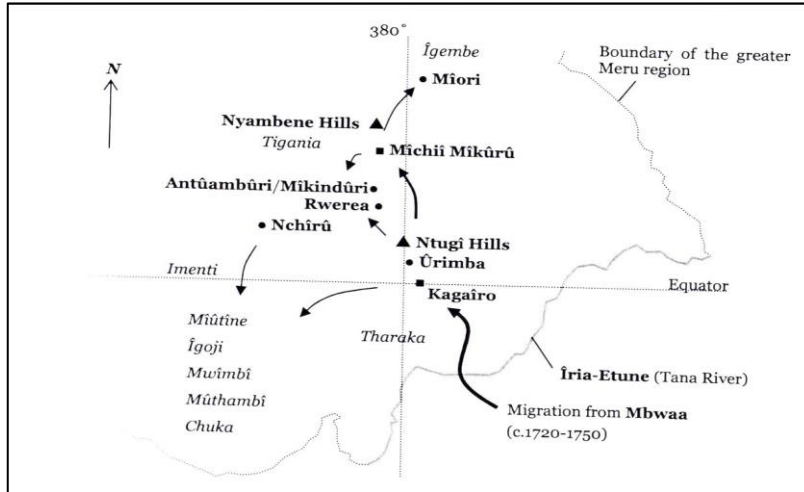 380°
Îgembe
Boundary of the greater
Meru region
N
Mîori
Nyambene Hills
Tigania
Mîchiî Mîkûrû
Antûambûri/Mîkindûri
Rwerea
Nchîrû
Ntugî Hills
Ûrimba
Imenti
Equator
Kagaîro
Mîûtîne
Îgoji
Mwîmbî
Mûthambî
Chuka
Tharaka
Îria-Etune (Tana River)
Migration from Mbwaa
(c.1720-1750)